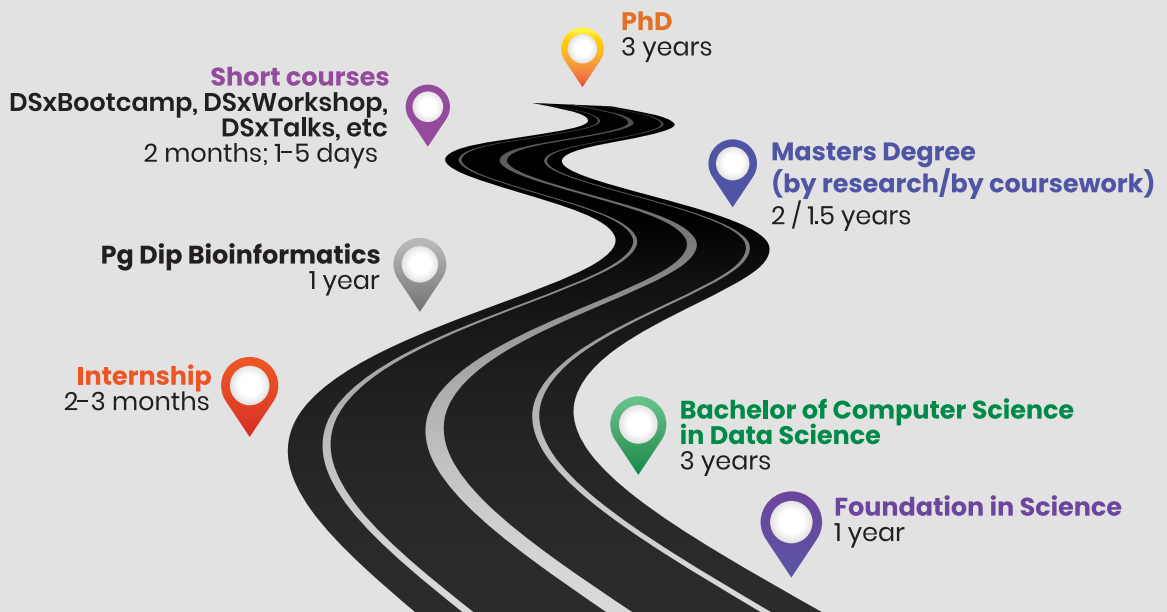 PhD
3 years
Short courses
DSxBootcamp, DSxWorkshop,
DSxTalks, etc
2 months; 1-5 days
Masters Degree
(by research/by coursework)
2 / 1.5 years
Pg Dip Bioinformatics
1 year
Internship
2-3 months
Bachelor of Computer Science
in Data Science
3 years
Foundation in Science
1 year